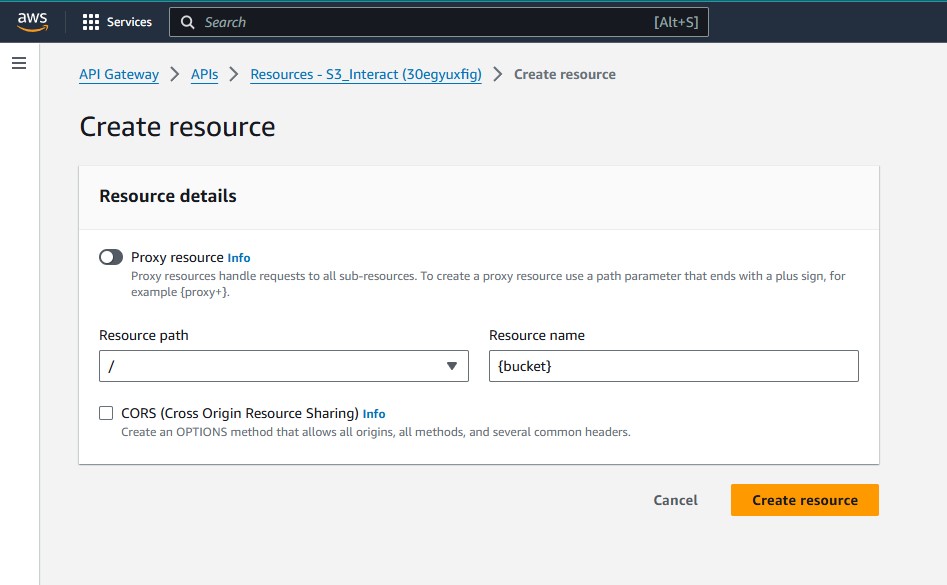 aws Services Search [Alt+S]
API Gateway > APIs > Resources - S3_Interact (30egyuxfig) > Create resource
Create resource
Resource details
Proxy resource Info
Proxy resources handle requests to all sub-resources. To create a proxy resource use a path parameter that ends with a plus sign, for
example {proxy+}.
Resource path
/
Resource name
{bucket}
CORS (Cross Origin Resource Sharing) Info
Create an OPTIONS method that allows all origins, all methods, and several common headers.
Cancel Create resource